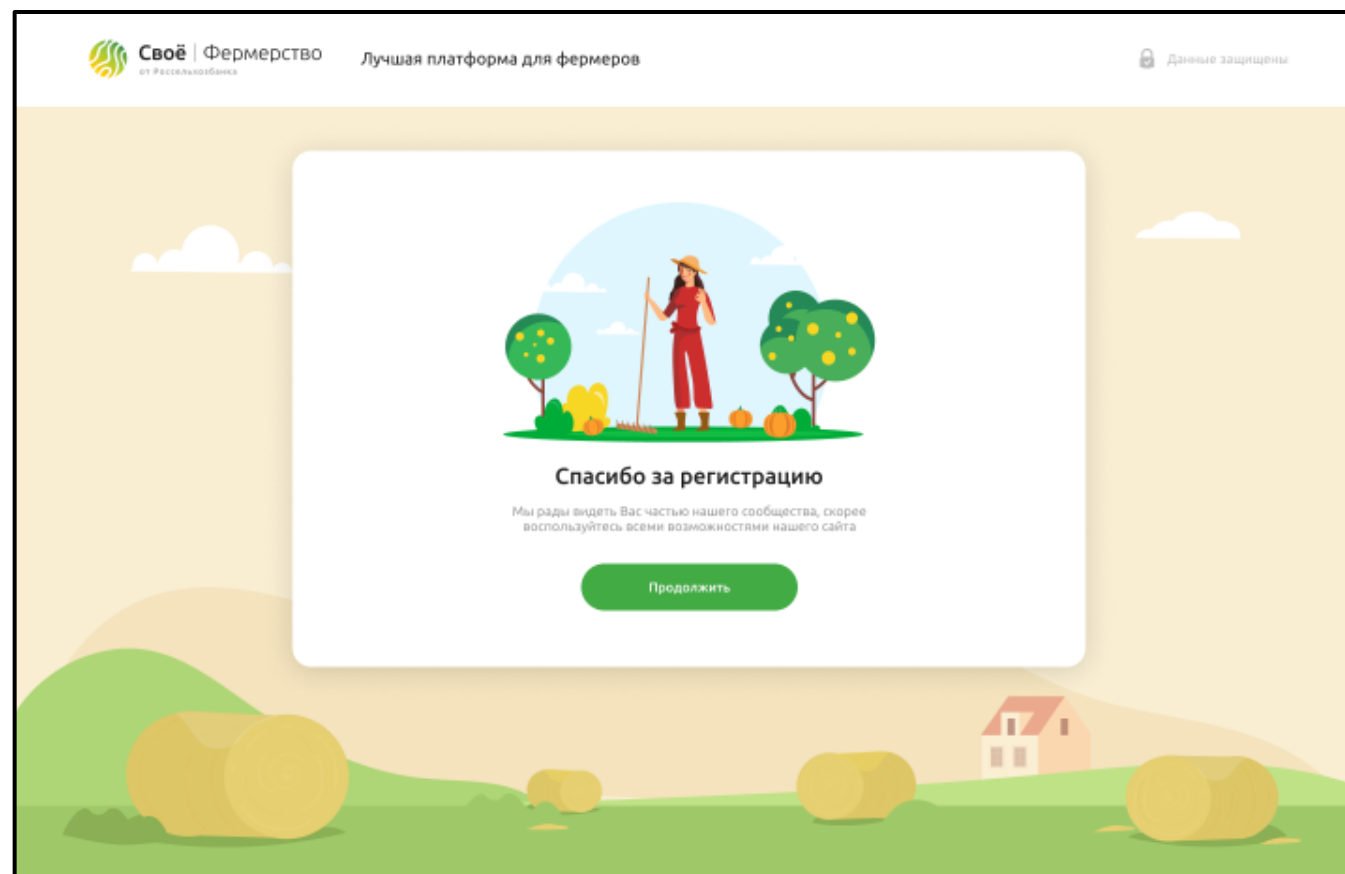 Своё | Фермерство
от Россельхозбанка
Лучшая платформа для фермеров
Данные защищены
Спасибо за регистрацию
Мы рады видеть Вас частью нашего сообщества, скорее
воспользуйтесь всеми возможностями нашего сайта
Продолжить